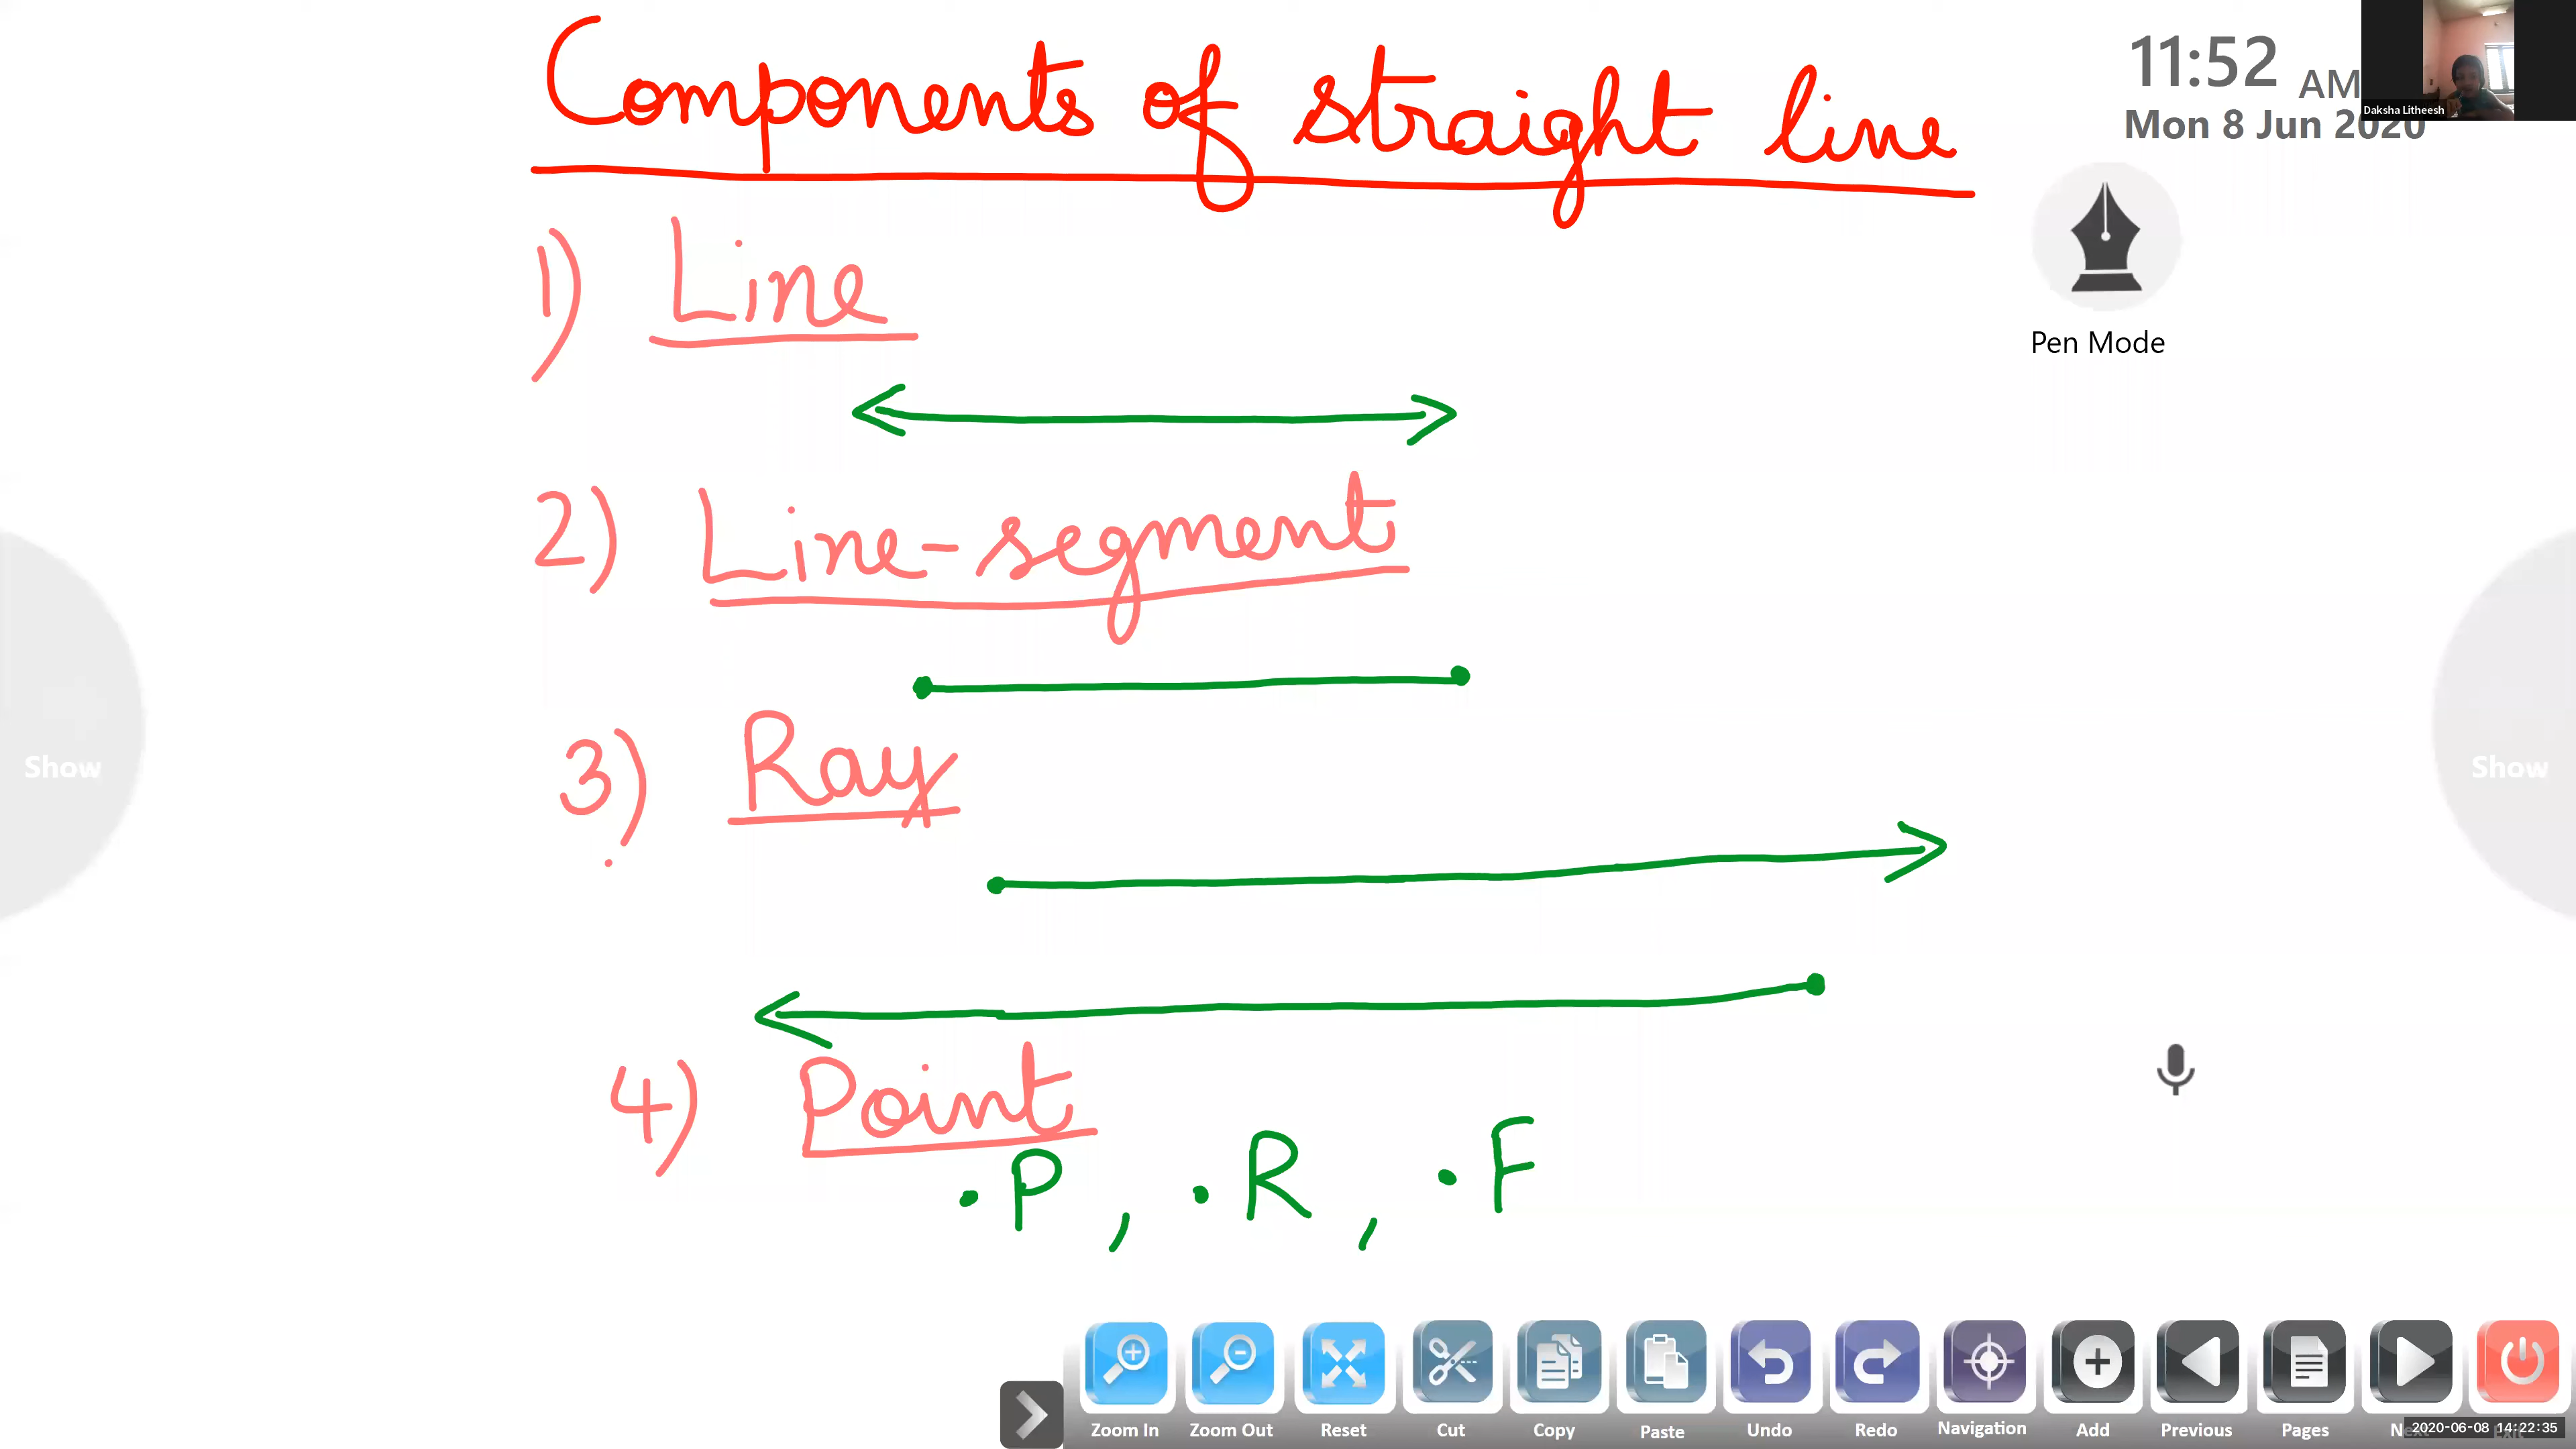 Components of straight line
11:52 AM
Daksha Litheesh
Mon 8 Jun 2020
1) Line
Pen Mode
2) Line-segment
3) Ray
Show
Show
4) Point
.P , .R , .F
Zoom In Zoom Out Reset Cut Copy Paste Undo Redo Navigation Add Previous Pages
2020-06-08 14:22:35